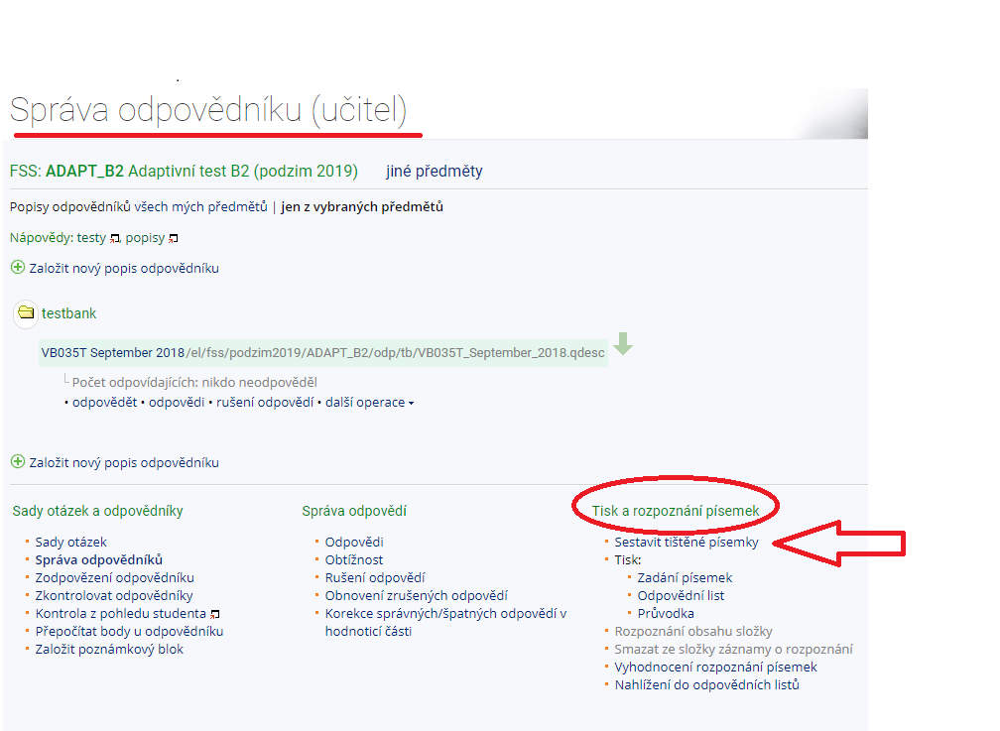 Správa odpovědníku (učitel)
FSS: ADAPT_B2 Adaptivní test B2 (podzim 2019) jiné předměty
Popisy odpovědníků všech mých předmětů | jen z vybraných předmětů
Nápovědy: testy, popisy
Založit nový popis odpovědníku
testbank
VB035T September 2018/el/fss/podzim2019/ADAPT_B2/odp/tb/VB035T_September_2018.qdesc
Počet odpovídajících: nikdo neodpověděl
• odpovědět • odpovědi • rušení odpovědí • další operace
Založit nový popis odpovědníku
Sady otázek a odpovědníky
Sady otázek
Správa odpovědníků
Zodpovězení odpovědníku
Zkontrolovat odpovědníky
Kontrola z pohledu studenta
Přepočítat body u odpovědníku
Založit poznámkový blok
Správa odpovědí
Odpovědi
Obtížnost
Rušení odpovědí
Obnovení zrušených odpovědí
Korekce správných/špatných odpovědí v
hodnoticí části
Tisk a rozpoznání písemek
Sestavit tištěné písemky
Tisk:
Zadání písemek
Odpovědní list
Průvodka
Rozpoznání obsahu složky
Smazat ze složky záznamy o rozpoznání
Vyhodnocení rozpoznání písemek
Nahlížení do odpovědních listů